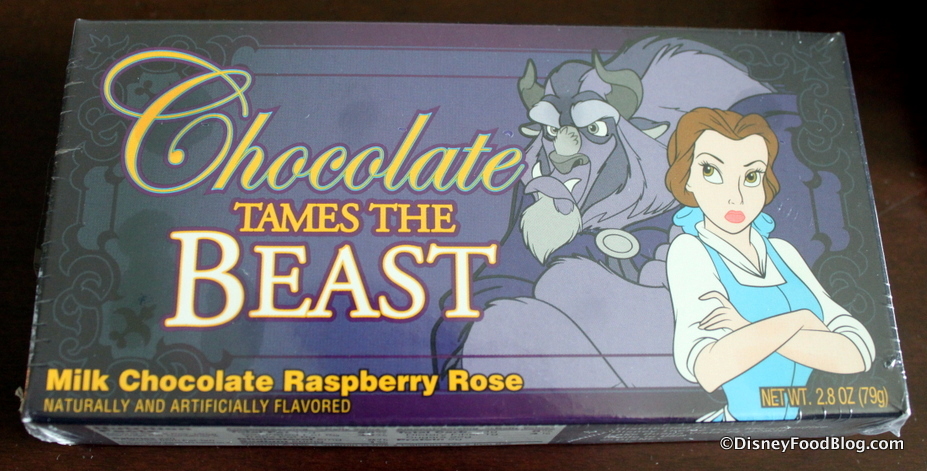 Chocolate
TAMES THE
BEAST
Milk Chocolate Raspberry Rose
NATURALLY AND ARTIFICIALLY FLAVORED
NET WT. 2.8 OZ (79g)
©DisneyFoodBlog.com